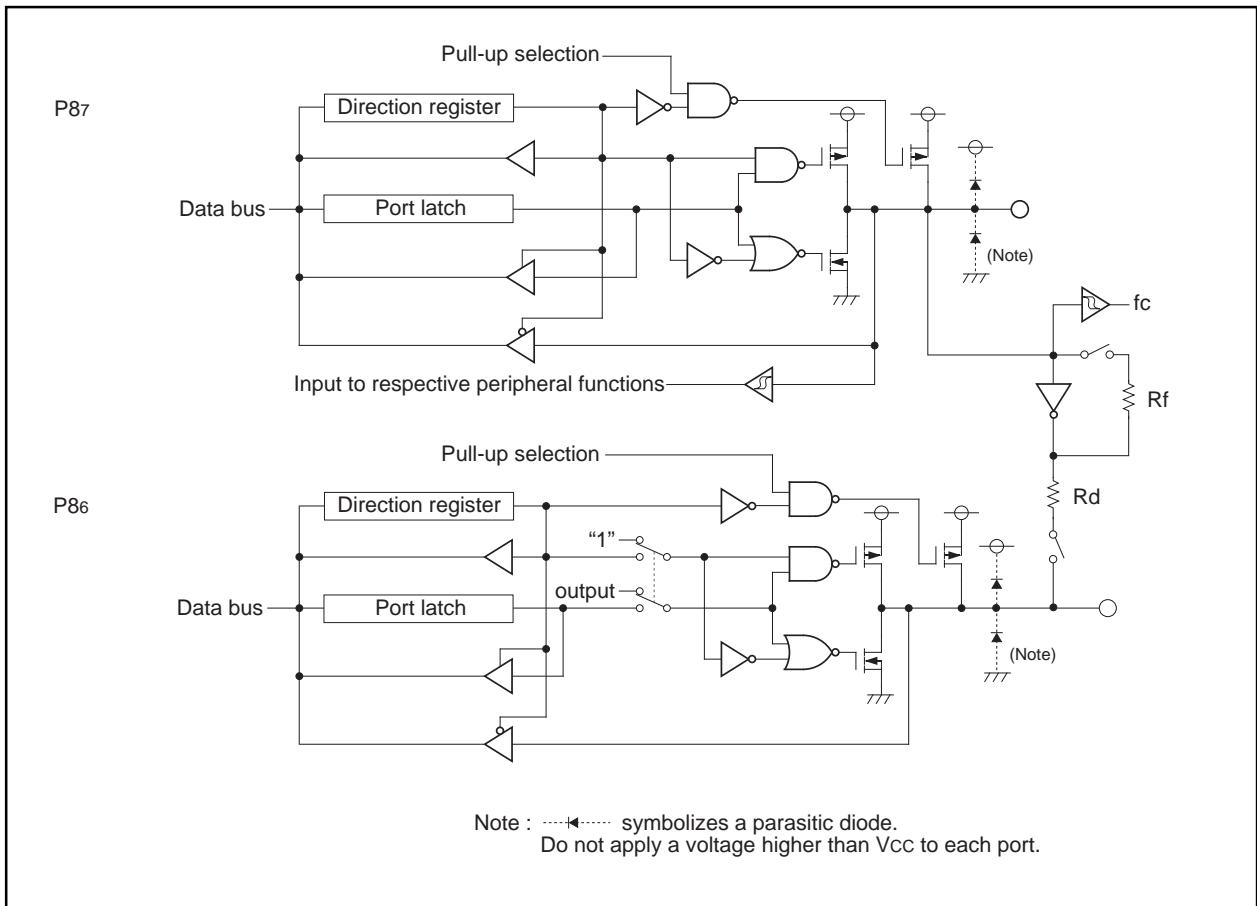 Pull-up selection
P87
Direction register
Data bus
Port latch
(Note)
fc
Input to respective peripheral functions
Rf
Pull-up selection
Rd
P86
Direction register
“1”
output
Data bus
Port latch
(Note)
Note : symbolizes a parasitic diode.
Do not apply a voltage higher than VCC to each port.